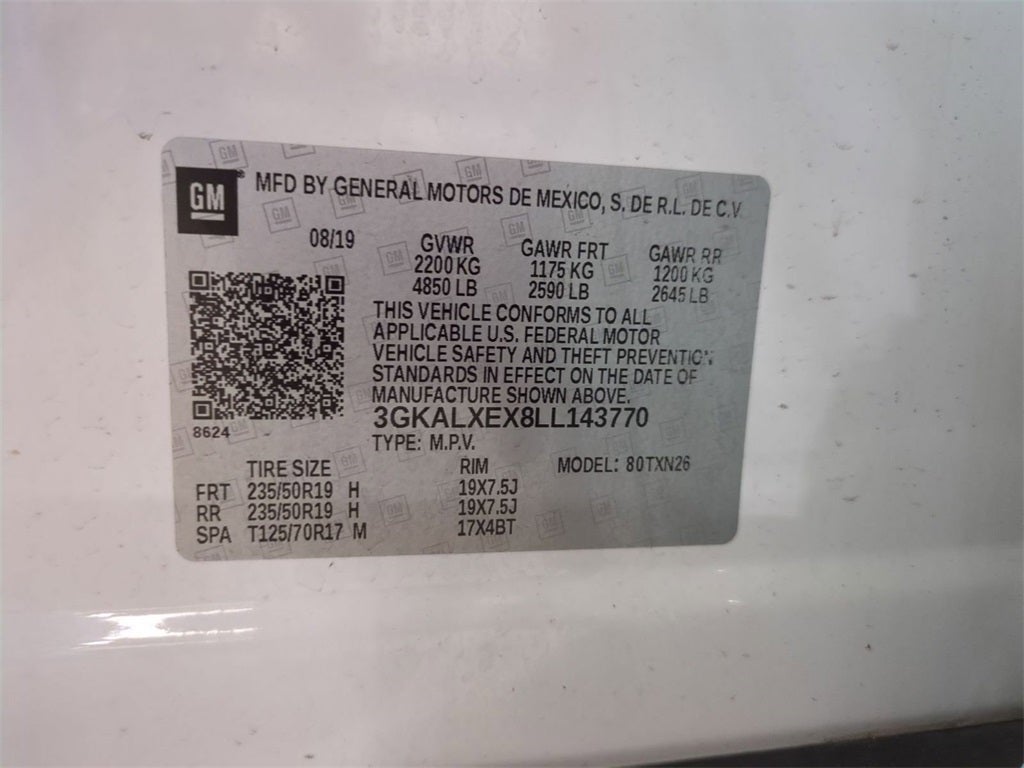 GM® MFD BY GENERAL MOTORS DE MEXICO, S. DE R.L. DE C.V
08/19 GVWR GAWR FRT GAWR RR
2200 KG 1175 KG 1200 KG
4850 LB 2590 LB 2645 LB
THIS VEHICLE CONFORMS TO ALL
APPLICABLE U.S. FEDERAL MOTOR
VEHICLE SAFETY AND THEFT PREVENTION
STANDARDS IN EFFECT ON THE DATE OF
MANUFACTURE SHOWN ABOVE.
3GKALXEX8LL143770
8624
TYPE: M.P.V.
TIRE SIZE RIM MODEL: 80TXN26
FRT 235/50R19 H 19X7.5J
RR 235/50R19 H 19X7.5J
SPA T125/70R17 M 17X4BT